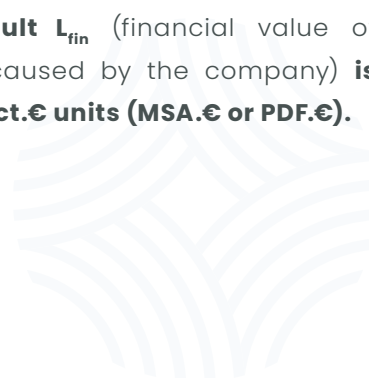 ult L_fin (financial value o
caused by the company) is
ct.€ units (MSA.€ or PDF.€).